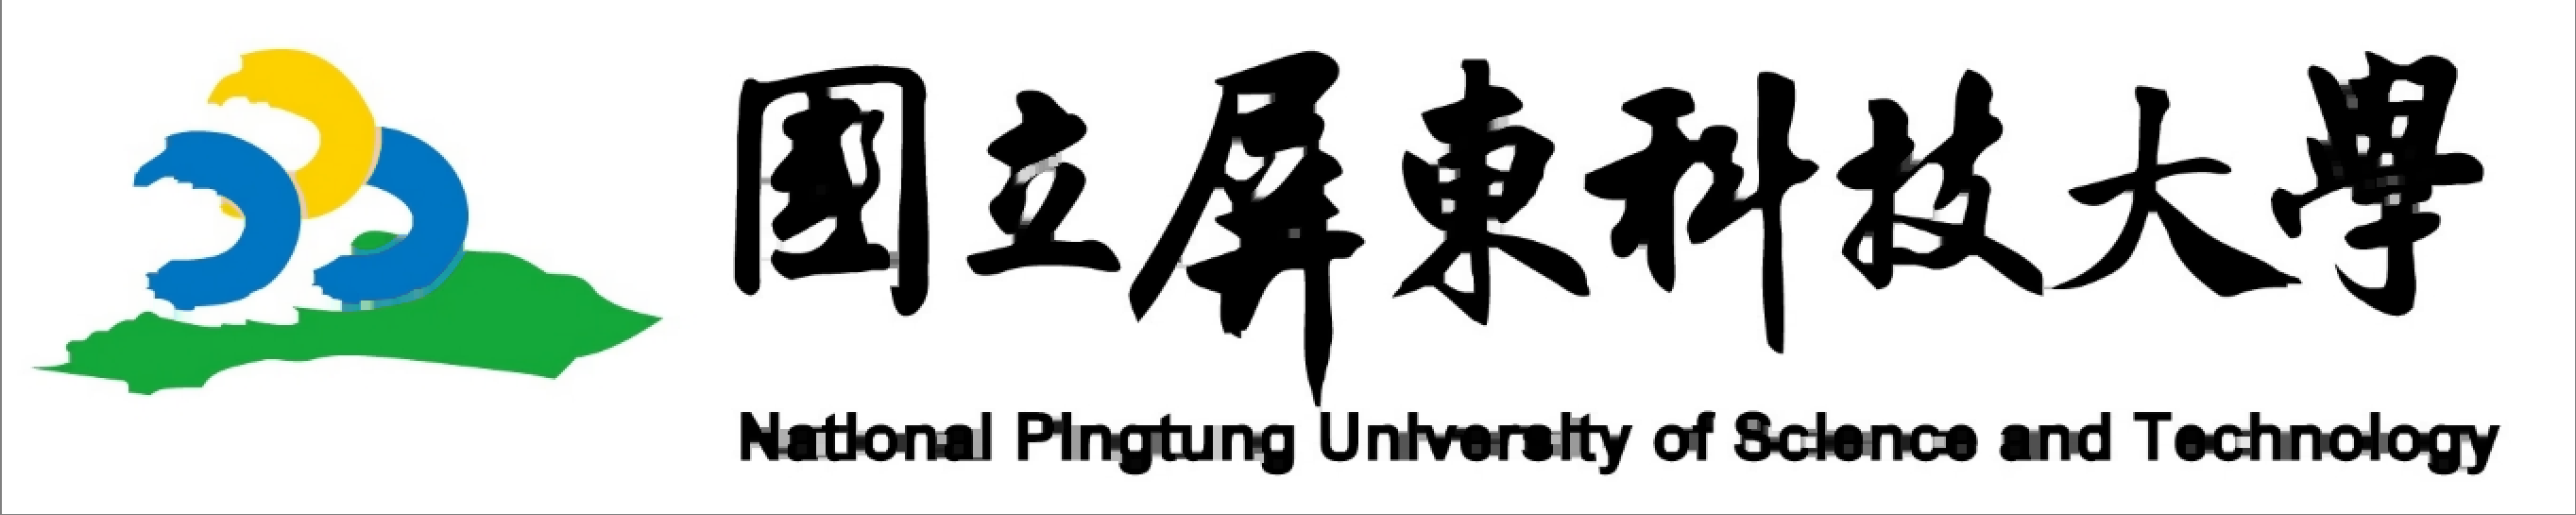 國立屏東科技大學
National Pingtung University of Science and Technology